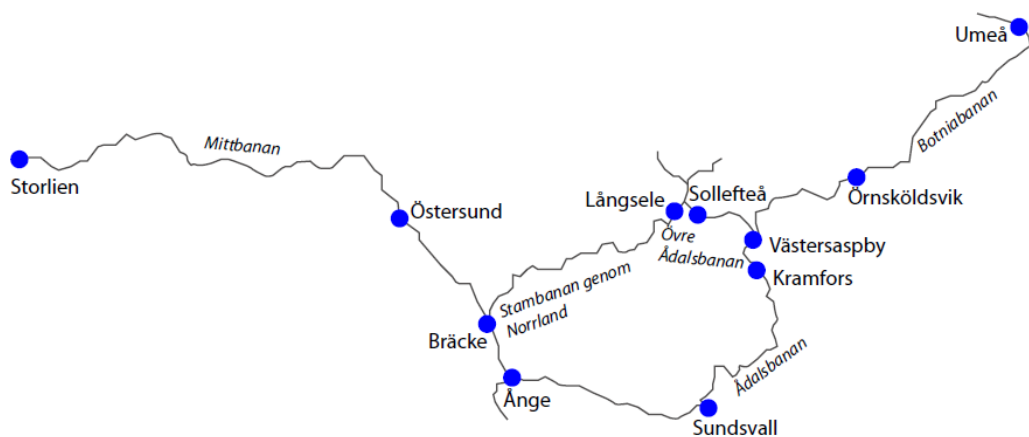 Umeå
Botniabanan
Mittbanan
Storlien
Örnsköldsvik
Långsele
Sollefteå
Östersund
Övre
Ådalsbanan
Västersaspby
Kramfors
Stambanan genom
Norrland
Bräcke
Ådalsbanan
Ånge
Sundsvall